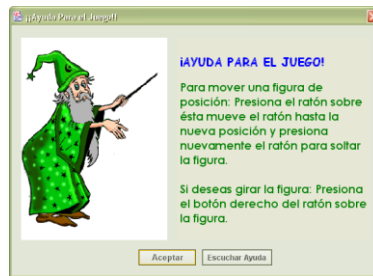 ¡¡Ayuda Para el Juego!!
¡AYUDA PARA EL JUEGO!
Para mover una figura de
posición: Presiona el ratón sobre
ésta mueve el ratón hasta la
nueva posición y presiona
nuevamente el ratón para soltar
la figura.
Si deseas girar la figura: Presiona
el botón derecho del ratón sobre
la figura.
Aceptar
Escuchar Ayuda